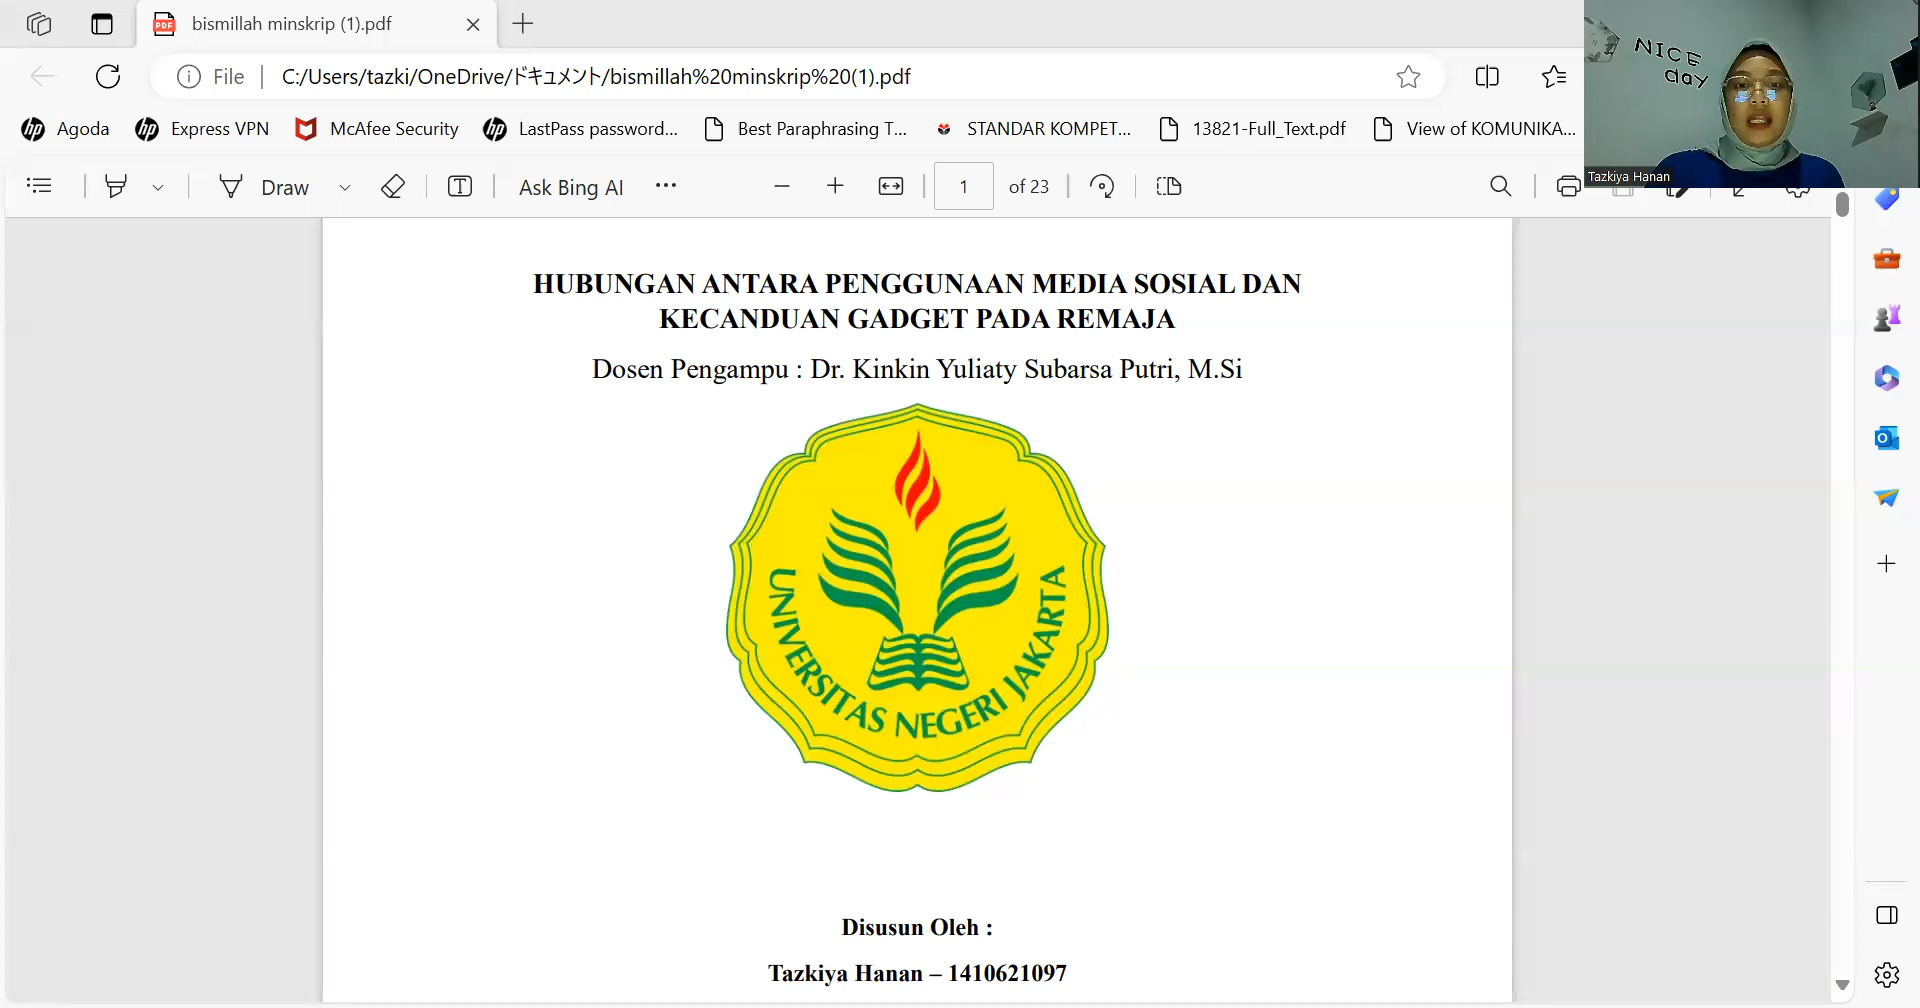 bismillah minskrip (1).pdf
File
C:/Users/tazki/OneDrive/ドキュメント/bismillah%20minskrip%20(1).pdf
Agoda
Express VPN
McAfee Security
LastPass password...
Best Paraphrasing T...
STANDAR KOMPET...
13821-Full_Text.pdf
View of KOMUNIKA...
NICE
day
Tazkiya Hanan
Draw
Ask Bing AI
1
of 23
HUBUNGAN ANTARA PENGGUNAAN MEDIA SOSIAL DAN
KECANDUAN GADGET PADA REMAJA
Dosen Pengampu : Dr. Kinkin Yuliaty Subarsa Putri, M.Si
UNIVERSITAS NEGERI JAKARTA
Disusun Oleh :
Tazkiya Hanan – 1410621097